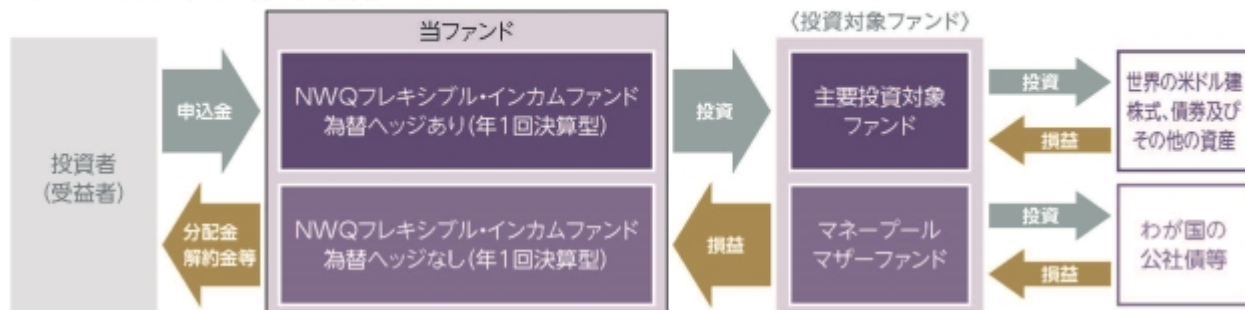 当ファンド
〈投資対象ファンド〉
投資者
(受益者)
申込金
分配金
解約金等
NWQフレキシブル・インカムファンド
為替ヘッジあり(年1回決算型)
NWQフレキシブル・インカムファンド
為替ヘッジなし(年1回決算型)
投資
損益
主要投資対象
ファンド
マネープール
マザーファンド
投資
損益
投資
損益
世界の米ドル建
株式、債券及び
その他の資産
わが国の
公社債等